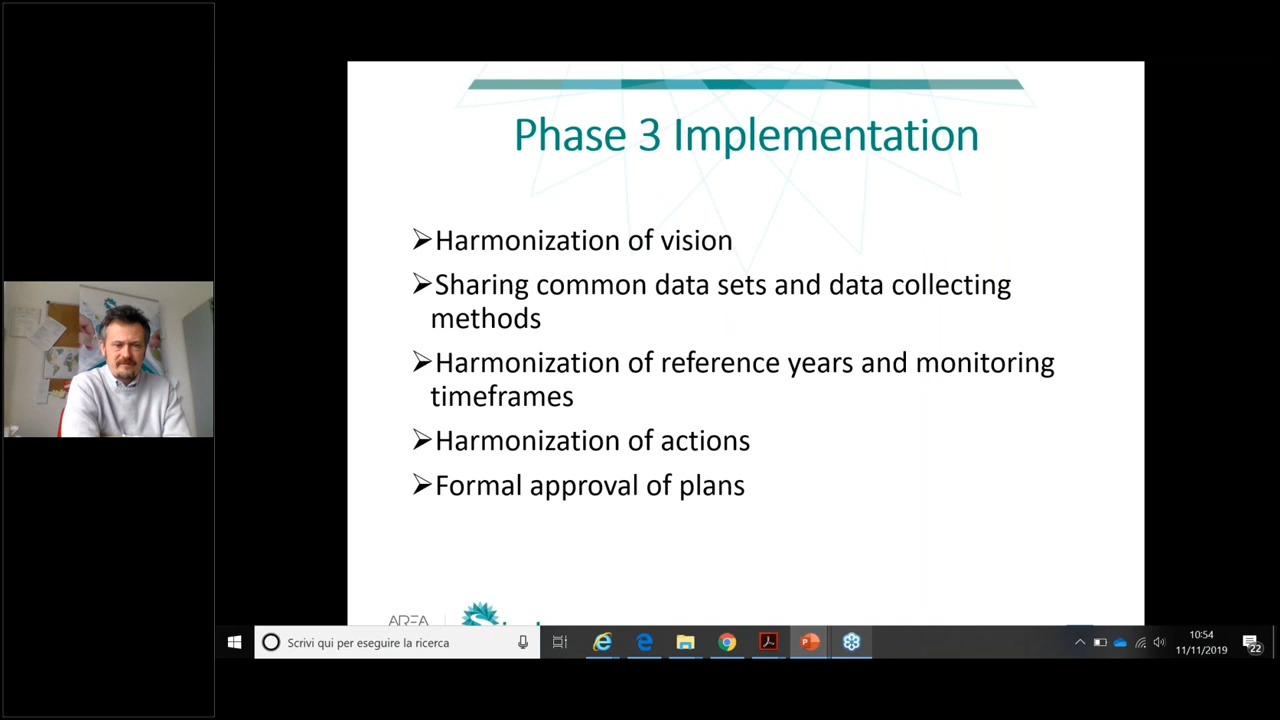 Phase 3 Implementation
➢Harmonization of vision
➢Sharing common data sets and data collecting
methods
➢Harmonization of reference years and monitoring
timeframes
➢Harmonization of actions
➢Formal approval of plans
AREA
Scrivi qui per eseguire la ricerca
10:54
11/11/2019
22